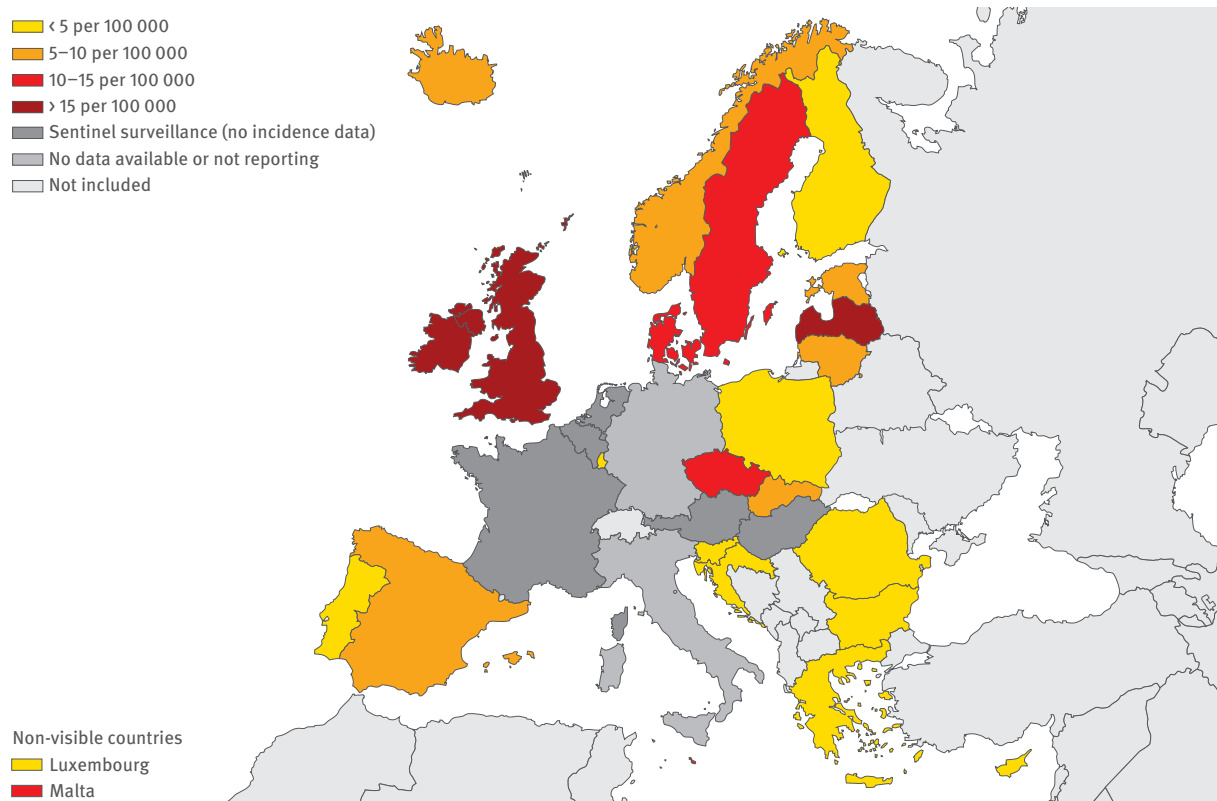 < 5 per 100 000
5–10 per 100 000
10–15 per 100 000
> 15 per 100 000
Sentinel surveillance (no incidence data)
No data available or not reporting
Not included
Non-visible countries
Luxembourg
Malta